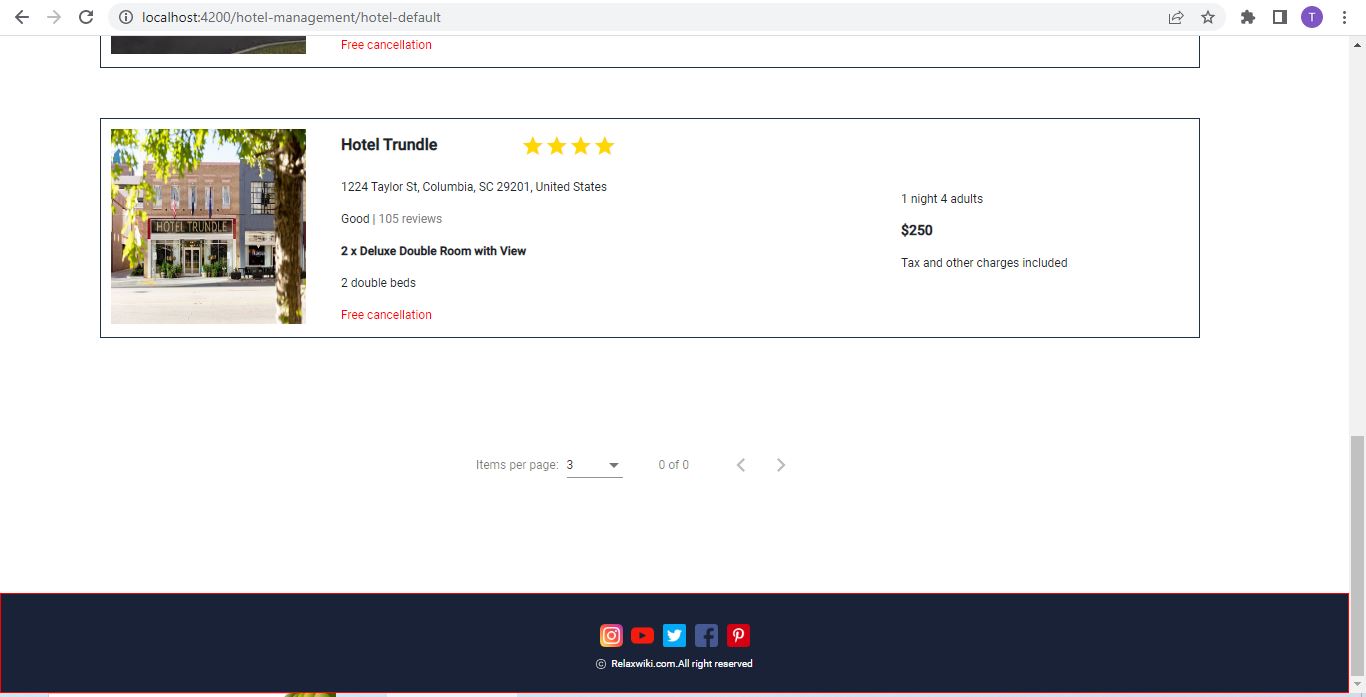 localhost:4200/hotel-management/hotel-default
T
Free cancellation
HOTEL TRUNDLE
Hotel Trundle
1224 Taylor St, Columbia, SC 29201, United States
Good | 105 reviews
2 x Deluxe Double Room with View
2 double beds
Free cancellation
1 night 4 adults
$250
Tax and other charges included
Items per page: 3
0 of 0
© Relaxwiki.com.All right reserved